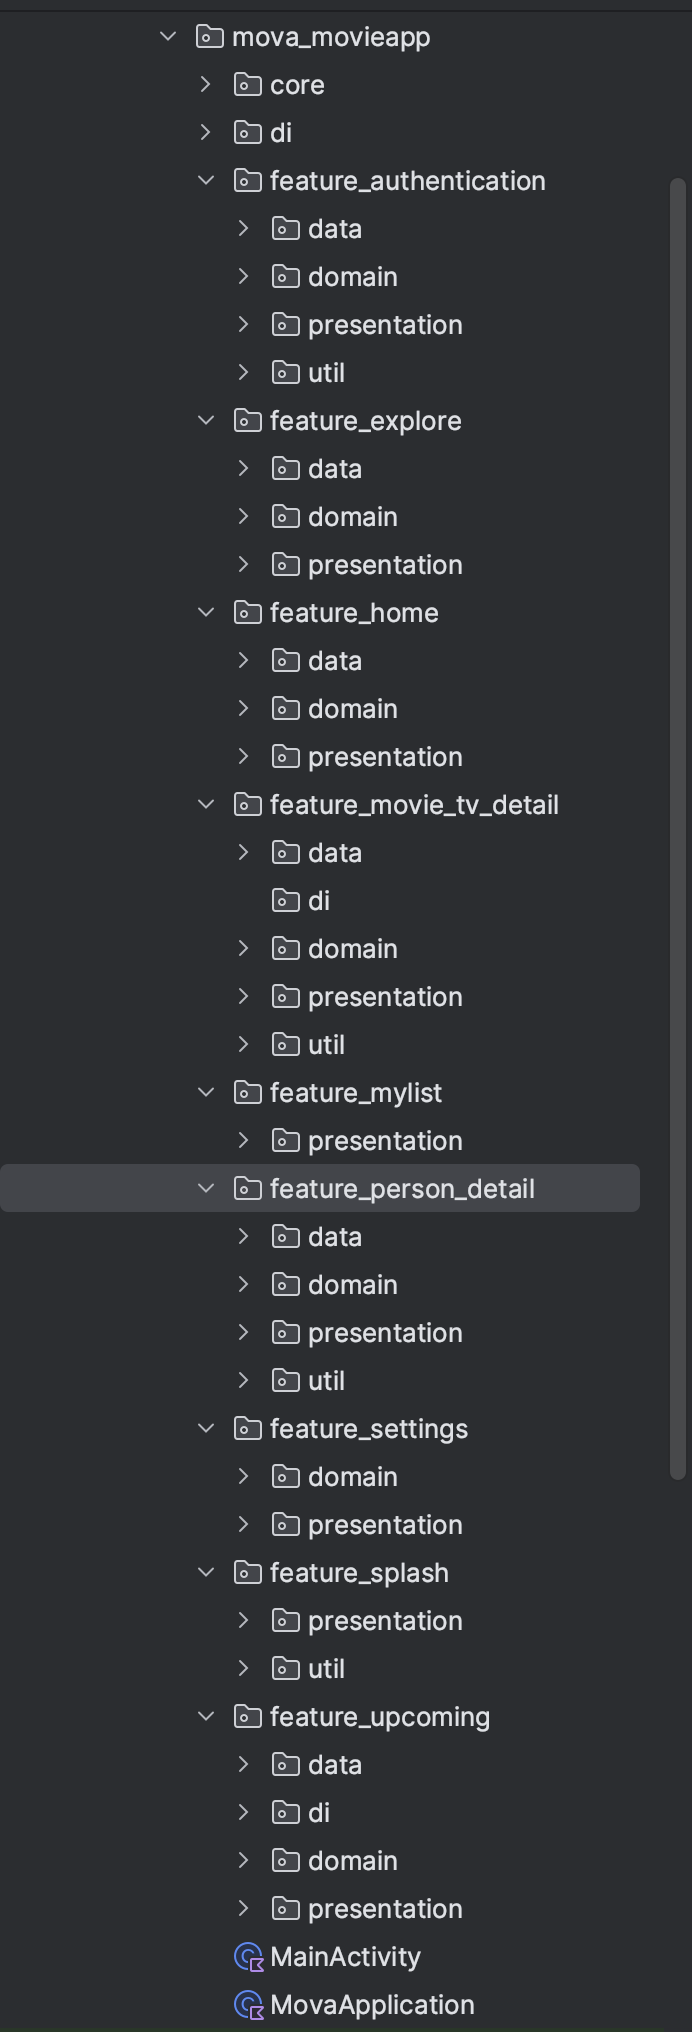 mova_movieapp
core
di
feature_authentication
data
domain
presentation
util
feature_explore
data
domain
presentation
feature_home
data
domain
presentation
feature_movie_tv_detail
data
di
domain
presentation
util
feature_mylist
presentation
feature_person_detail
data
domain
presentation
util
feature_settings
domain
presentation
feature_splash
presentation
util
feature_upcoming
data
di
domain
presentation
MainActivity
MovaApplication